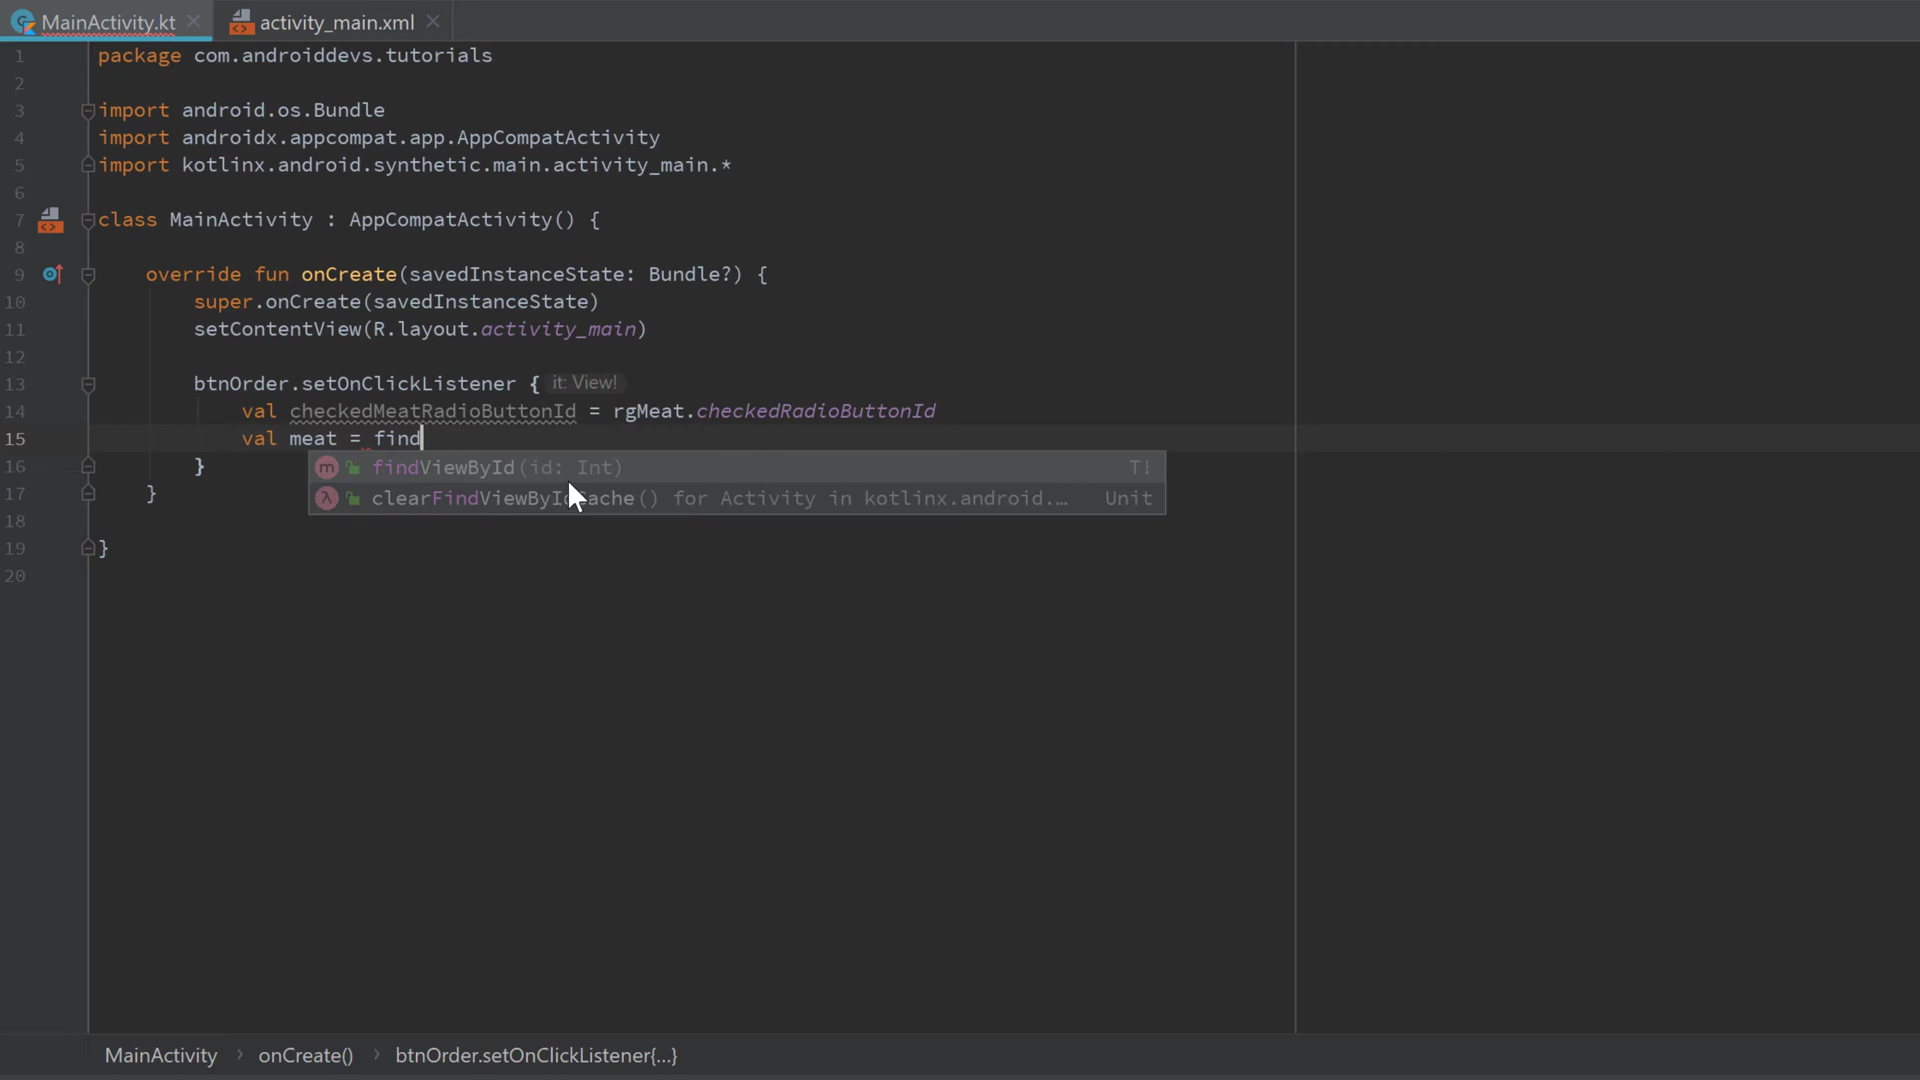 MainActivity.kt
activity_main.xml
1 package com.androiddevs.tutorials
2
3 import android.os.Bundle
4 import androidx.appcompat.app.AppCompatActivity
5 import kotlinx.android.synthetic.main.activity_main.*
6
7 class MainActivity : AppCompatActivity() {
8
9 override fun onCreate(savedInstanceState: Bundle?) {
10 super.onCreate(savedInstanceState)
11 setContentView(R.layout.activity_main)
12
13 btnOrder.setOnClickListener { it: View!
14 val checkedMeatRadioButtonId = rgMeat.checkedRadioButtonId
15 val meat = find
m findViewById(id: Int) T!
16 }
λ clearFindViewByIdCache() for Activity in kotlinx.android.… Unit
17 }
18
19 }
20
MainActivity › onCreate() › btnOrder.setOnClickListener{...}